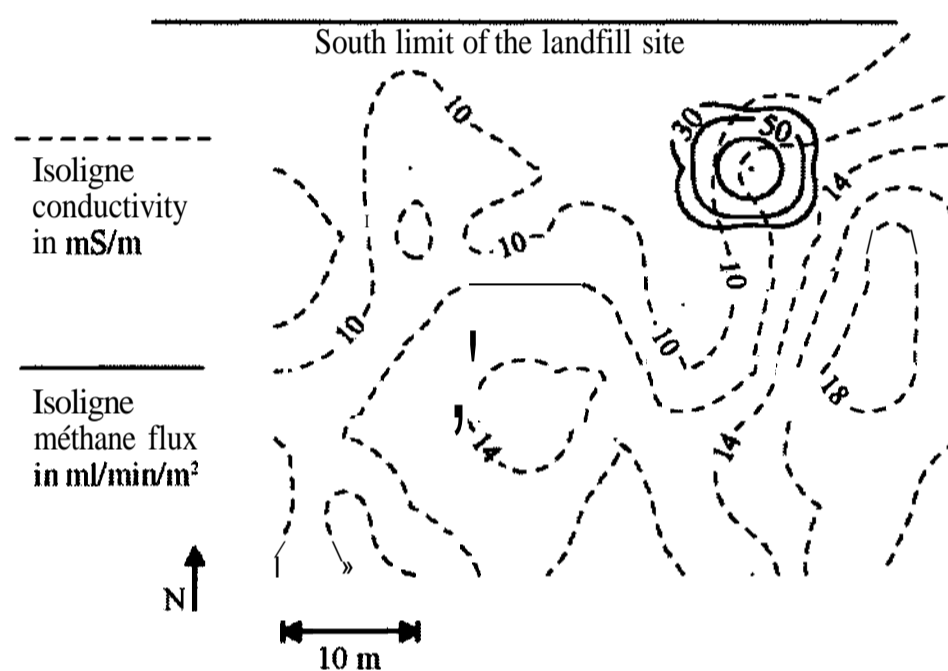 South limit of the landfill site
Isoligne
conductivity
in mS/m
Isoligne
méthane flux
in ml/min/m²
N
10 m
10
30
50
14
10
10
10
10
18
14
14